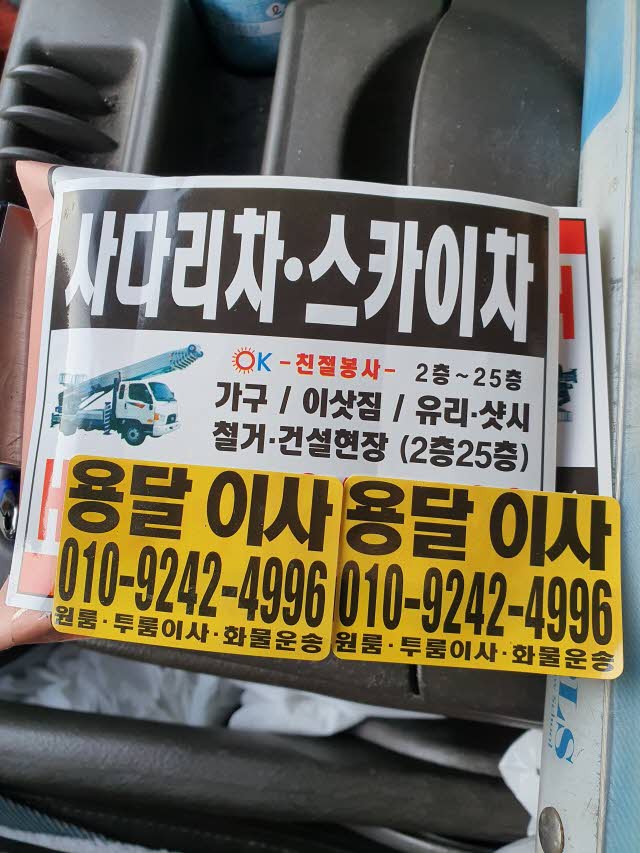 사다리차·스카이차
OK -친절봉사- 2층~25층
가구 / 이삿짐 / 유리·샷시
철거·건설현장 (2층25층)
용달 이사
010-9242-4996
원룸·투룸이사·화물운송
용달 이사
010-9242-4996
원룸·투룸이사·화물운송
LS